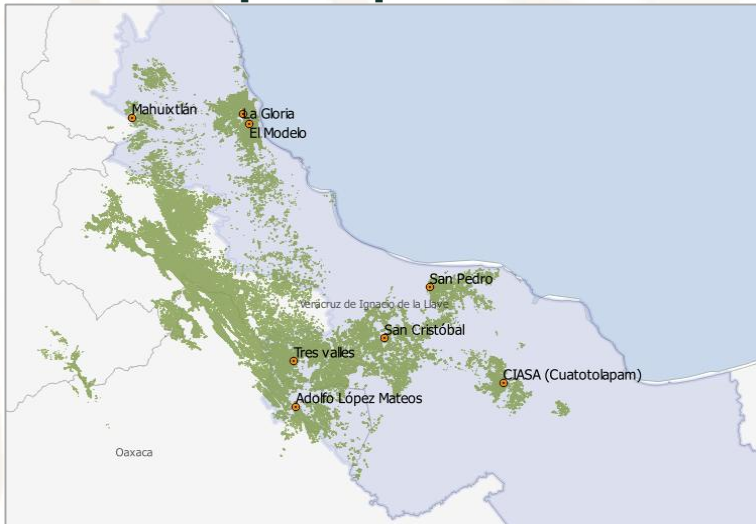 Mahuixtlán
La Gloria
El Modelo
San Pedro
Veracruz de Ignacio de la Llave
San Cristóbal
Tres valles
CIASA (Cuatotolapam)
Adolfo López Mateos
Oaxaca